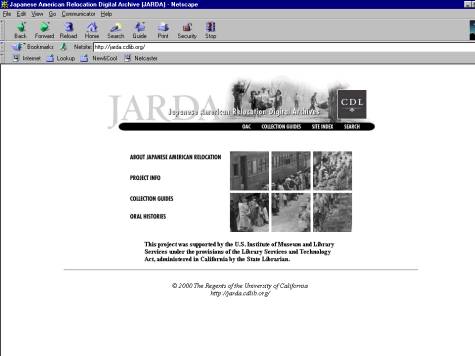 Japanese American Relocation Digital Archive [JARDA] - Netscape
File Edit View Go Communicator Help
Back Forward Reload Home Search Guide Print Security Stop
Bookmarks Netsite: http://jarda.cdlib.org/
Internet Lookup New&Cool Netcaster
JARDA
Japanese American Relocation Digital Archives
CDL
OAC COLLECTION GUIDES SITE INDEX SEARCH
ABOUT JAPANESE AMERICAN RELOCATION
PROJECT INFO
COLLECTION GUIDES
ORAL HISTORIES
This project was supported by the U.S. Institute of Museum and Library
Services under the provisions of the Library Services and Technology
Act, administered in California by the State Librarian.
© 2000 The Regents of the University of California
http://jarda.cdlib.org/